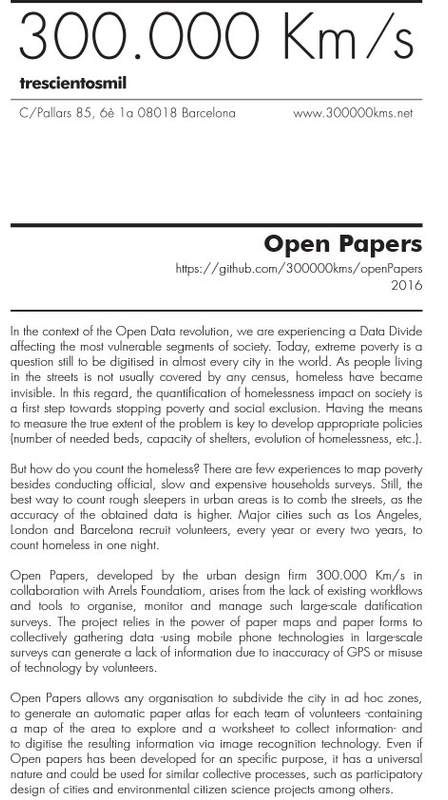 300.000 Km/s
trescientosmil
C/Pallars 85, 6è 1a 08018 Barcelona www.300000kms.net
Open Papers
https://github.com/300000kms/openPapers
2016
In the context of the Open Data revolution, we are experiencing a Data Divide
affecting the most vulnerable segments of society. Today, extreme poverty is a
question still to be digitised in almost every city in the world. As people living
in the streets is not usually covered by any census, homeless have became
invisible. In this regard, the quantification of homelessness impact on society is
a first step towards stopping poverty and social exclusion. Having the means
to measure the true extent of the problem is key to develop appropriate policies
(number of needed beds, capacity of shelters, evolution of homelessness, etc.).
But how do you count the homeless? There are few experiences to map poverty
besides conducting official, slow and expensive households surveys. Still, the
best way to count rough sleepers in urban areas is to comb the streets, as the
accuracy of the obtained data is higher. Major cities such as Los Angeles,
London and Barcelona recruit volunteers, every year or every two years, to
count homeless in one night.
Open Papers, developed by the urban design firm 300.000 Km/s in
collaboration with Arrels Foundatiom, arises from the lack of existing workflows
and tools to organise, monitor and manage such large-scale datification
surveys. The project relies in the power of paper maps and paper forms to
collectively gathering data -using mobile phone technologies in large-scale
surveys can generate a lack of information due to inaccuracy of GPS or misuse
of technology by volunteers.
Open Papers allows any organisation to subdivide the city in ad hoc zones,
to generate an automatic paper atlas for each team of volunteers -containing
a map of the area to explore and a worksheet to collect information- and
to digitise the resulting information via image recognition technology. Even if
Open papers has been developed for an specific purpose, it has a universal
nature and could be used for similar collective processes, such as participatory
design of cities and environmental citizen science projects among others.